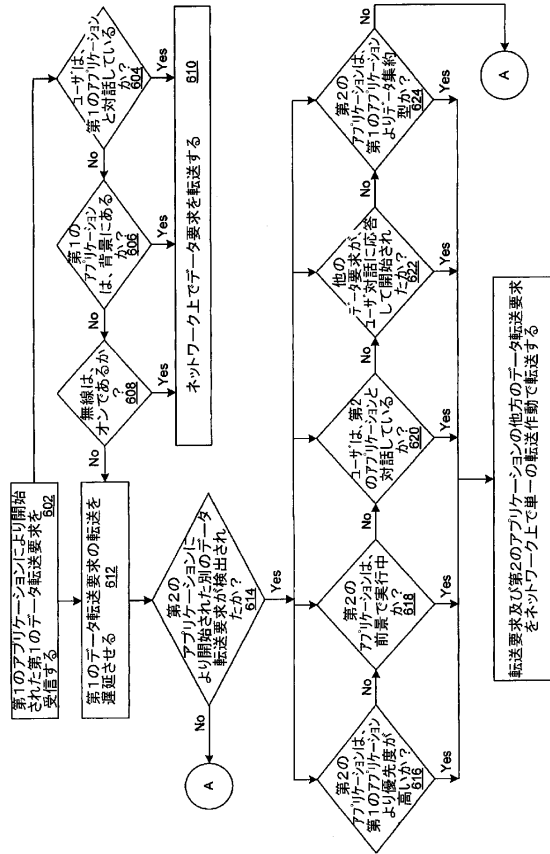 第1のアプリケーションにより開始
された第1のデータ転送要求を
受信する 602
ユーザは、
第1のアプリケーション
と対話している
か?
604
No
Yes
第1の
アプリケーション
は、背景にある
か?
606
No
Yes
無線は、
オンであるか
?
608
No
Yes
610
ネットワーク上でデータ要求を転送する
第1のデータ転送要求の転送を
遅延させる 612
第2の
アプリケーションに
より開始された別のデータ
転送要求が検出され
たか?
614
No
A
Yes
第2の
アプリケーションは、
第1のアプリケーション
より優先度が
高いか?
616
No
Yes
第2の
アプリケーションは、
前景で実行中
か?
618
No
Yes
ユーザは、第2
のアプリケーションと
対話している
か?
620
No
Yes
他の
データ要求が、
ユーザ対話に応答
して開始され
たか?
622
No
Yes
第2の
アプリケーションは、
第1のアプリケーション
よりデータ集約
型か?
624
No
Yes
A
転送要求及び第2のアプリケーションの他方のデータ転送要求
をネットワーク上で単一の転送作動で転送する